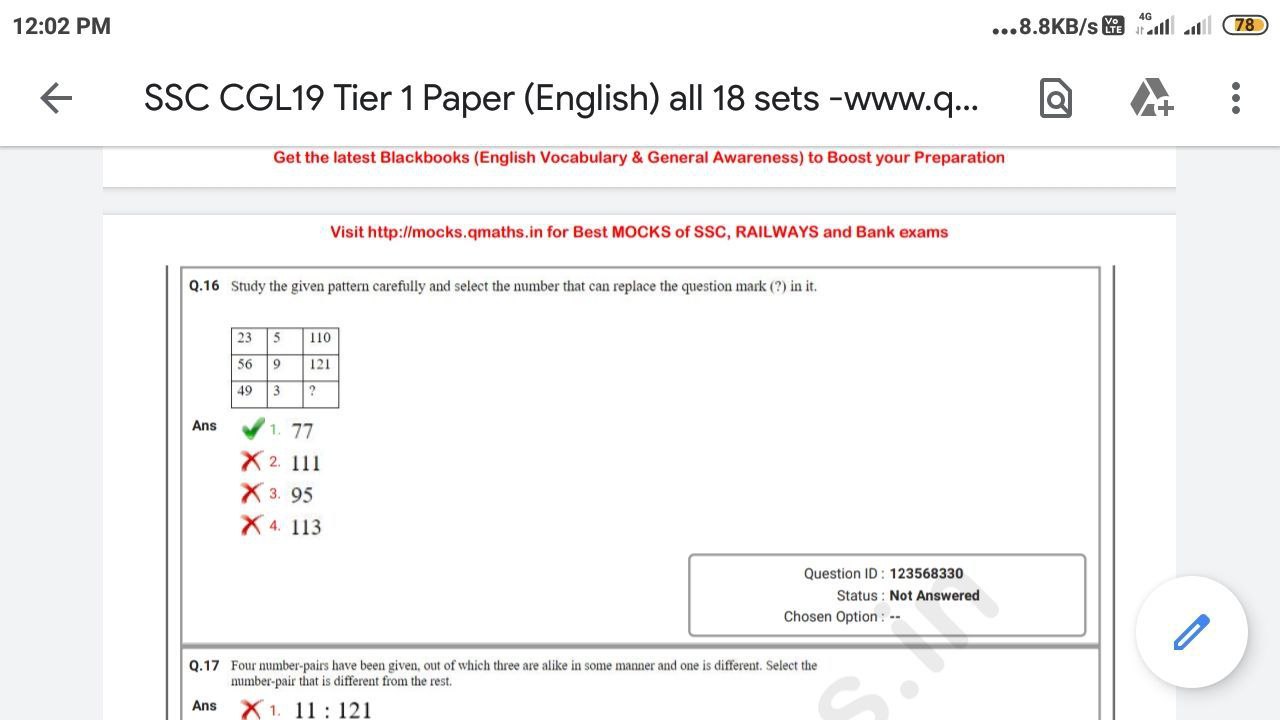 12:02 PM
...8.8KB/s Vo LTE 4G 78
SSC CGL19 Tier 1 Paper (English) all 18 sets -www.q...
Get the latest Blackbooks (English Vocabulary & General Awareness) to Boost your Preparation
Visit http://mocks.qmaths.in for Best MOCKS of SSC, RAILWAYS and Bank exams
Q.16 Study the given pattern carefully and select the number that can replace the question mark (?) in it.
23 5 110
56 9 121
49 3 ?
Ans 1. 77
2. 111
3. 95
4. 113
Question ID : 123568330
Status : Not Answered
Chosen Option : --
s.in
Q.17 Four number-pairs have been given, out of which three are alike in some manner and one is different. Select the
number-pair that is different from the rest.
Ans 1. 11 : 121